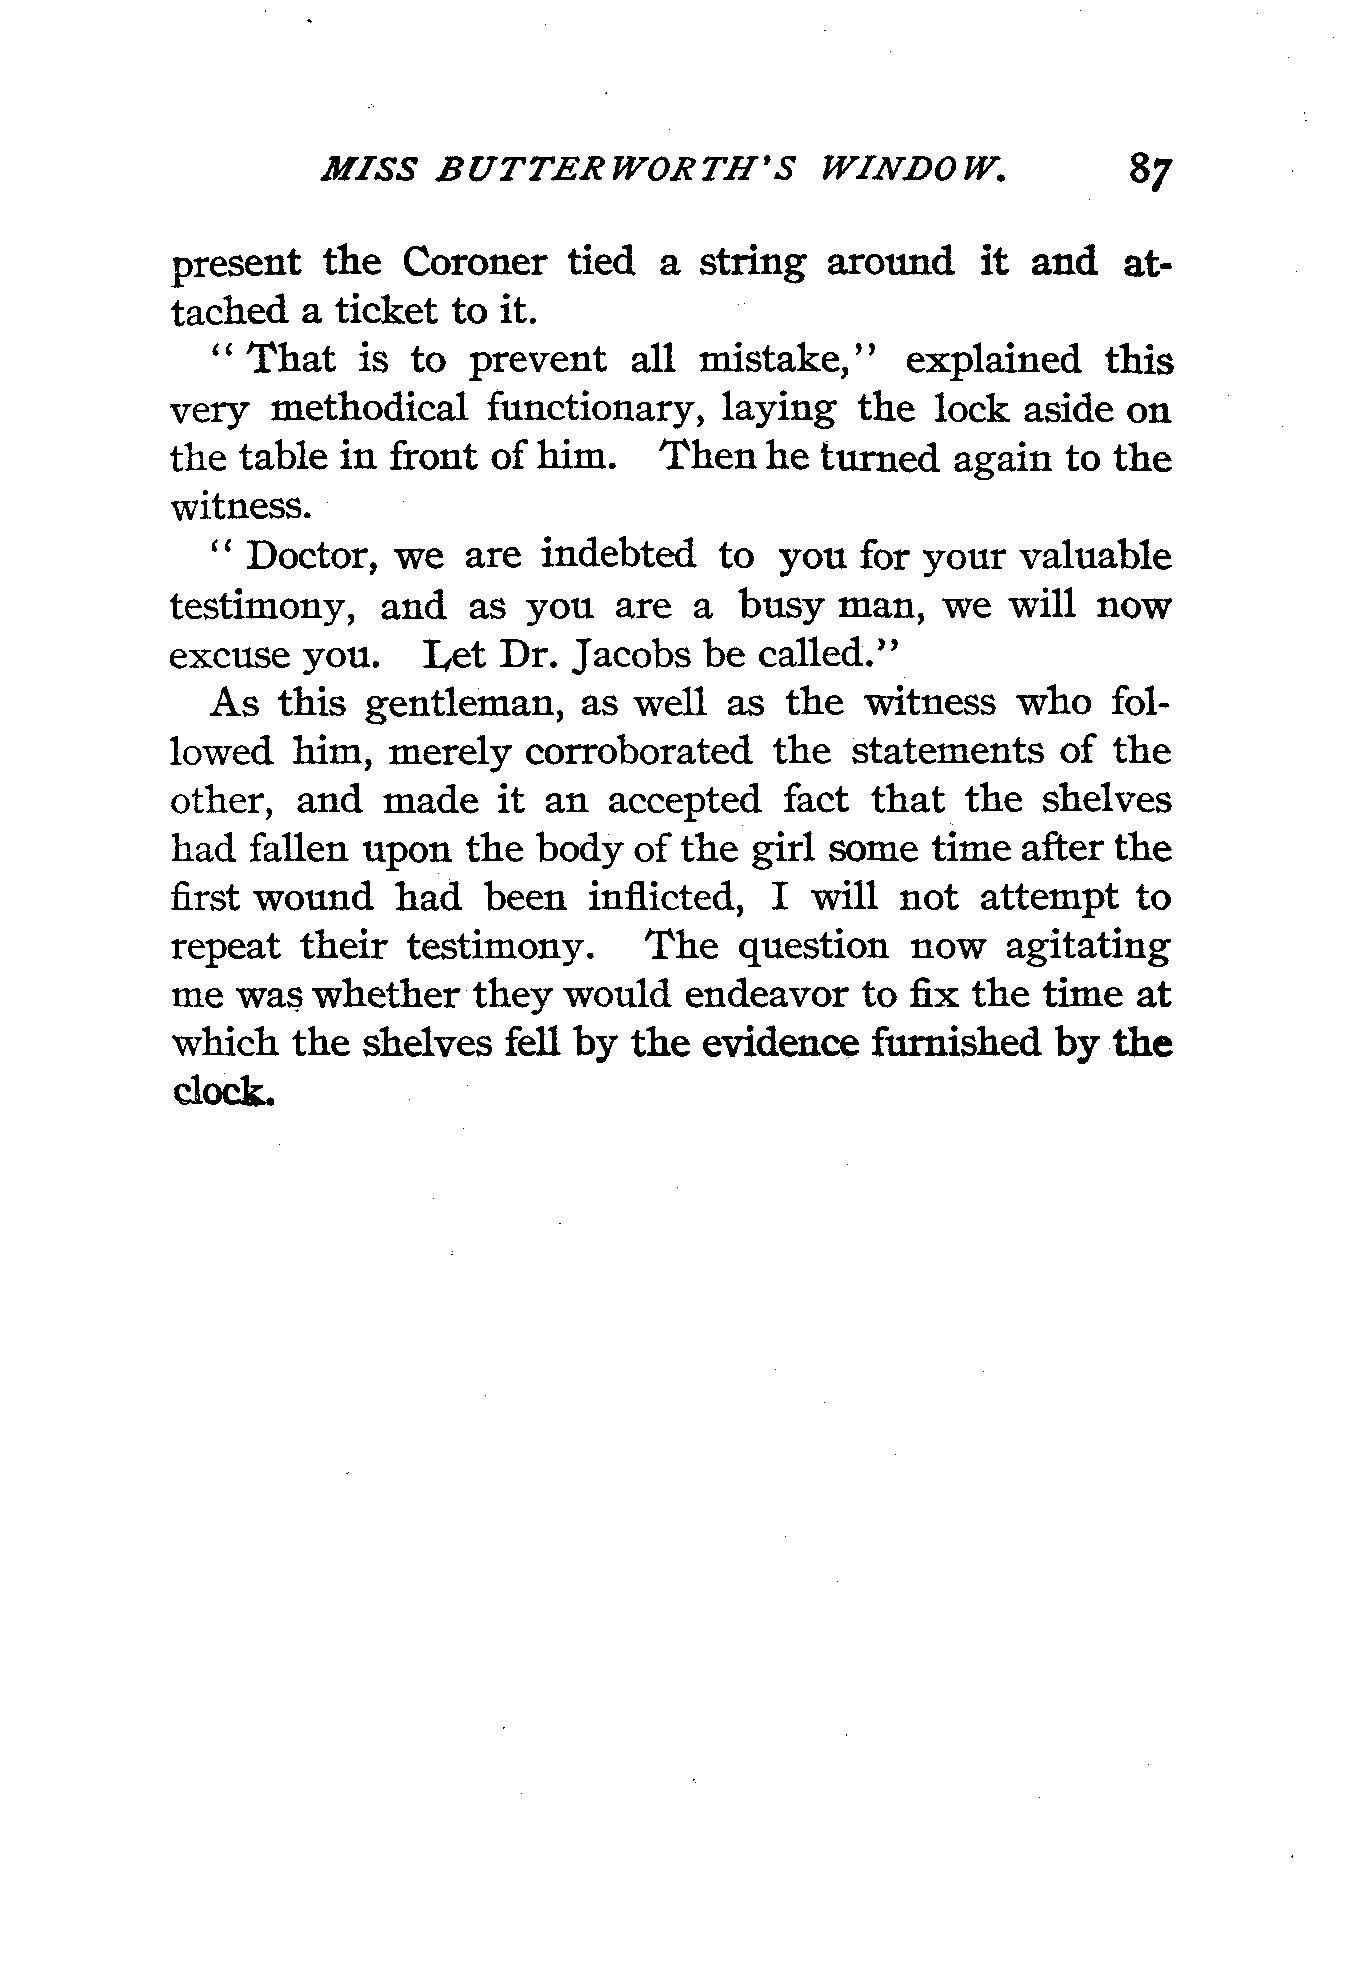 MISS BUTTERWORTH'S WINDOW. 87
present the Coroner tied a string around it and at-
tached a ticket to it.
"That is to prevent all mistake," explained this
very methodical functionary, laying the lock aside on
the table in front of him. Then he turned again to the
witness.
"Doctor, we are indebted to you for your valuable
testimony, and as you are a busy man, we will now
excuse you. Let Dr. Jacobs be called."
As this gentleman, as well as the witness who fol-
lowed him, merely corroborated the statements of the
other, and made it an accepted fact that the shelves
had fallen upon the body of the girl some time after the
first wound had been inflicted, I will not attempt to
repeat their testimony. The question now agitating
me was whether they would endeavor to fix the time at
which the shelves fell by the evidence furnished by the
clock.